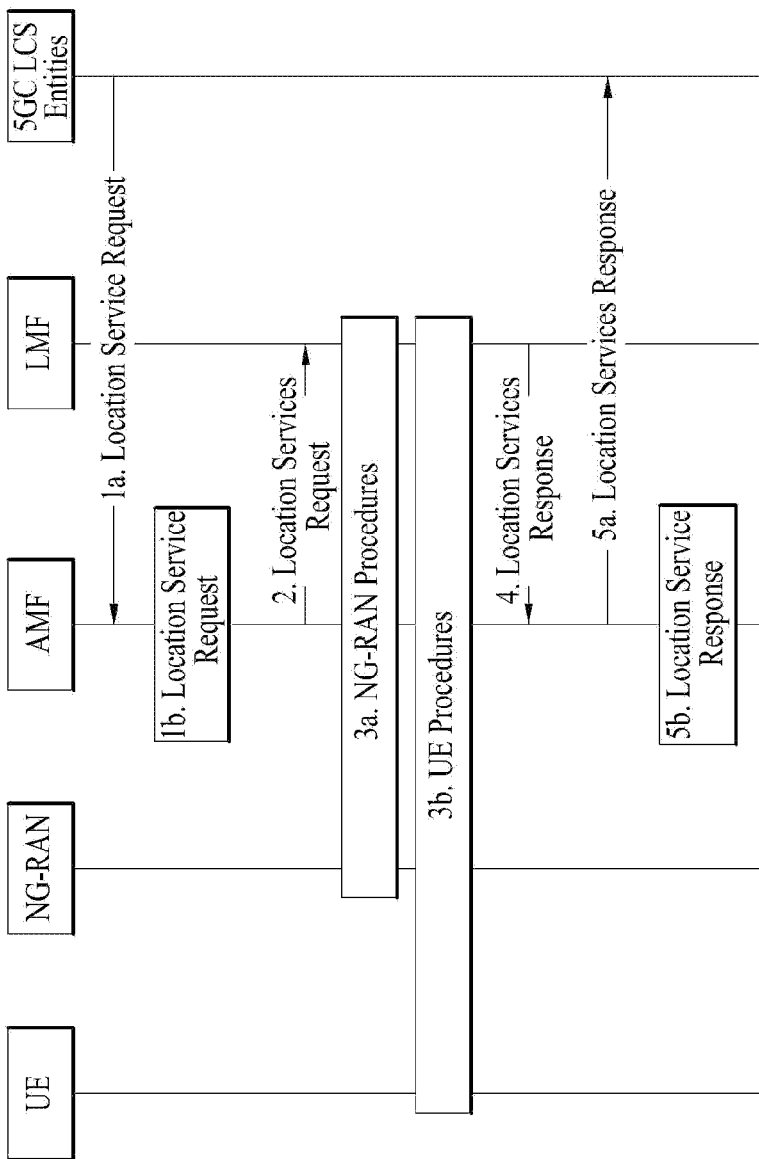 UE
NG-RAN
AMF
LMF
5GC LCS
Entities
1a. Location Service Request
1b. Location Service
Request
2. Location Services
Request
3a. NG-RAN Procedures
3b. UE Procedures
4. Location Services
Response
5a. Location Services Response
5b. Location Service
Response